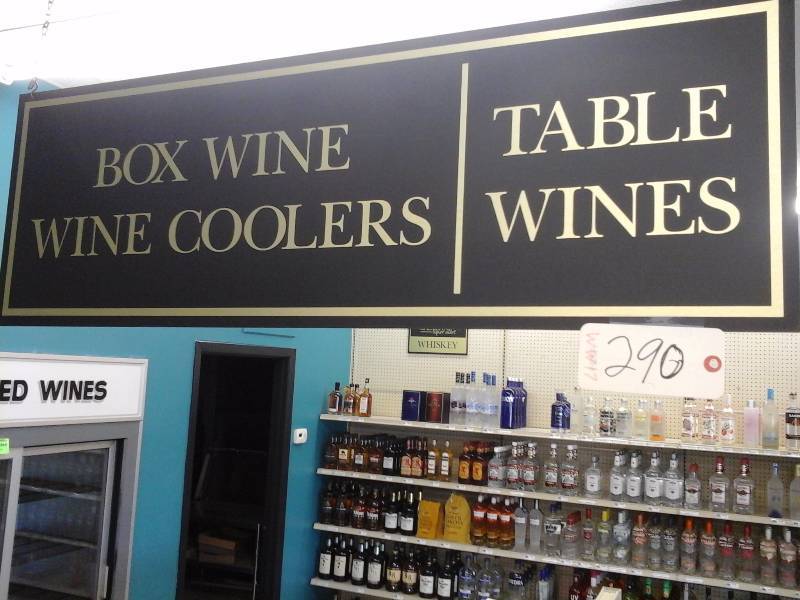 BOX WINE
WINE COOLERS
TABLE
WINES
290
WHISKEY
ED WINES